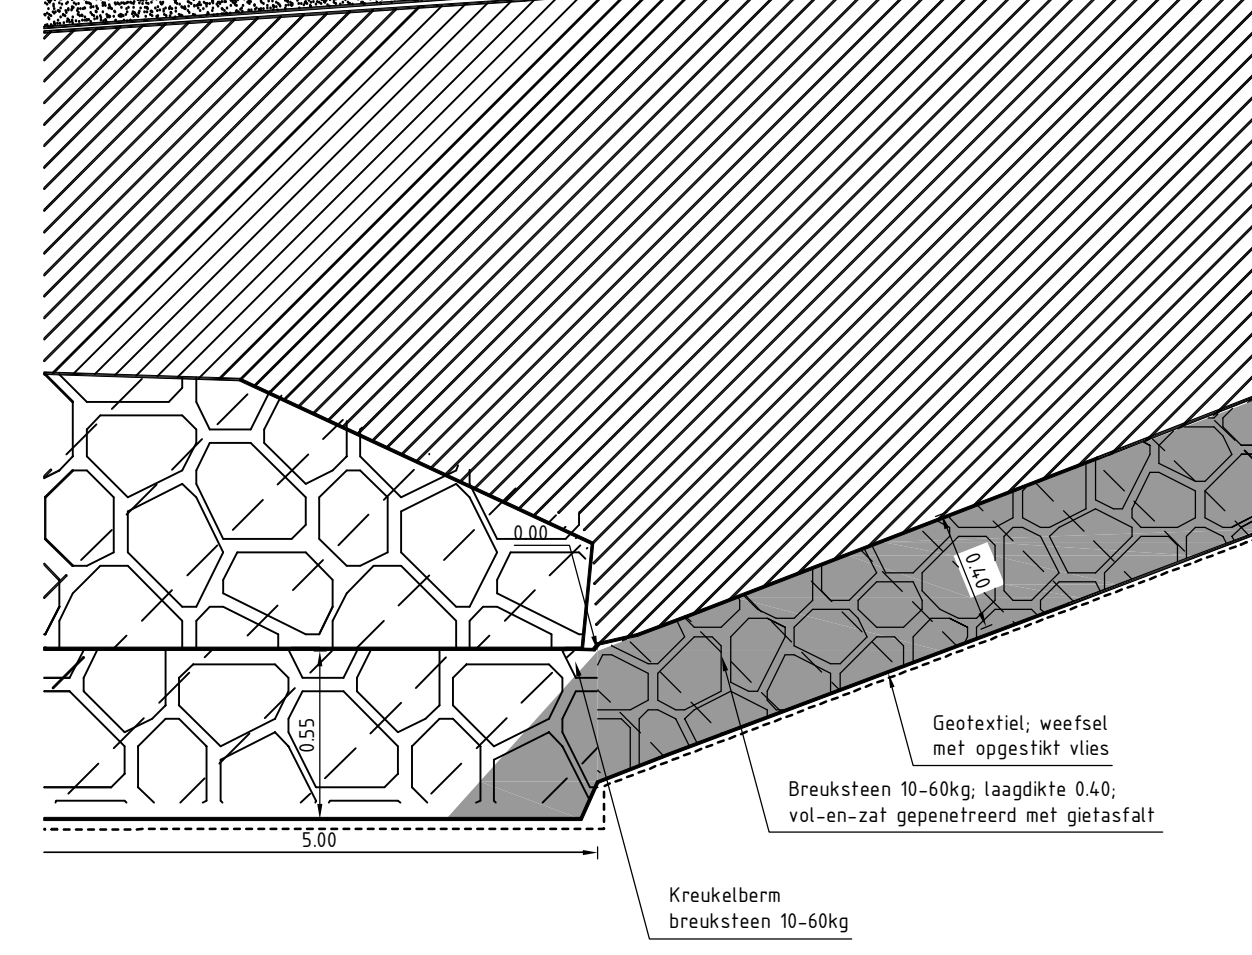 0.00
0.40
0.55
Geotextiel; weefsel
met opgestikt vlies
Breuksteen 10-60kg; laagdikte 0.40;
vol-en-zat gepenetreerd met gietasfalt
5.00
Kreukelberm
breuksteen 10-60kg